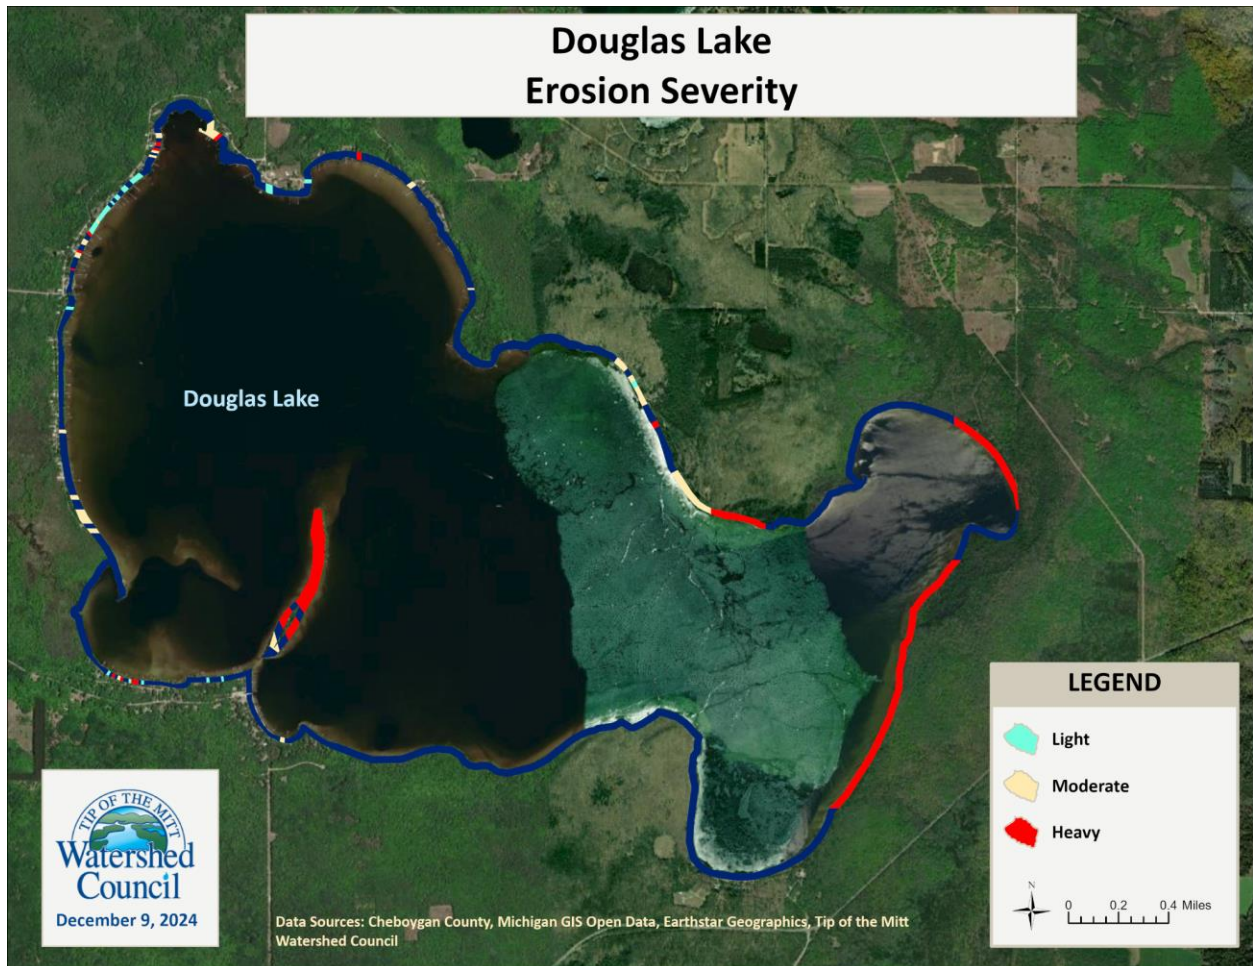 Douglas Lake
Erosion Severity
Douglas Lake
LEGEND
Light
Moderate
Heavy
N
0 0.2 0.4 Miles
TIP OF THE MITT
Watershed
Council
December 9, 2024
Data Sources: Cheboygan County, Michigan GIS Open Data, Earthstar Geographics, Tip of the Mitt
Watershed Council